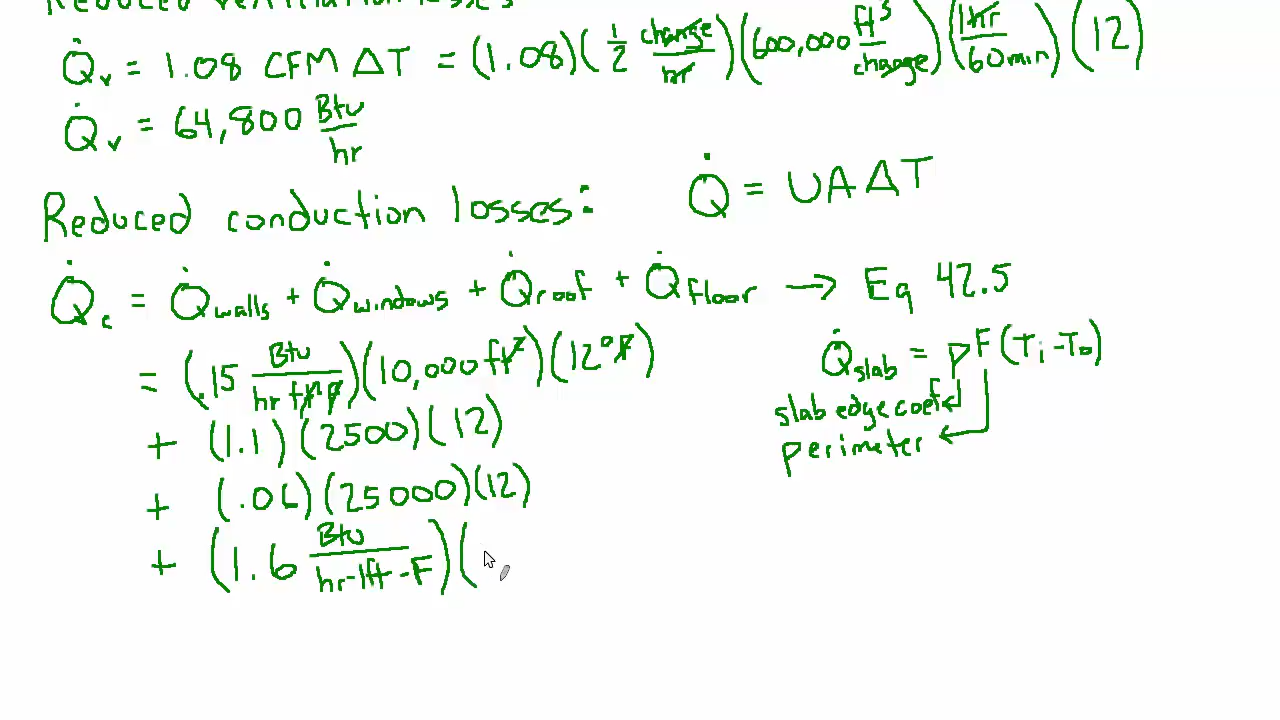 Reduced ventilation losses
Q̇v = 1.08 CFM ΔT = (1.08)(1/2 change/hr)(600,000 ft³/change)(1hr/60min)(12)
Q̇v = 64,800 Btu/hr
Reduced conduction losses: Q̇ = UAΔT
Q̇c = Q̇walls + Q̇windows + Q̇roof + Q̇floor → Eq 42.5
Q̇slab = pF(Ti-To)
slab edge coef
perimeter
= (.15 Btu/hr ft²°F)(10,000 ft²)(12°F)
+ (1.1)(2500)(12)
+ (.06)(25000)(12)
+ (1.6 Btu/hr-lft-F)(